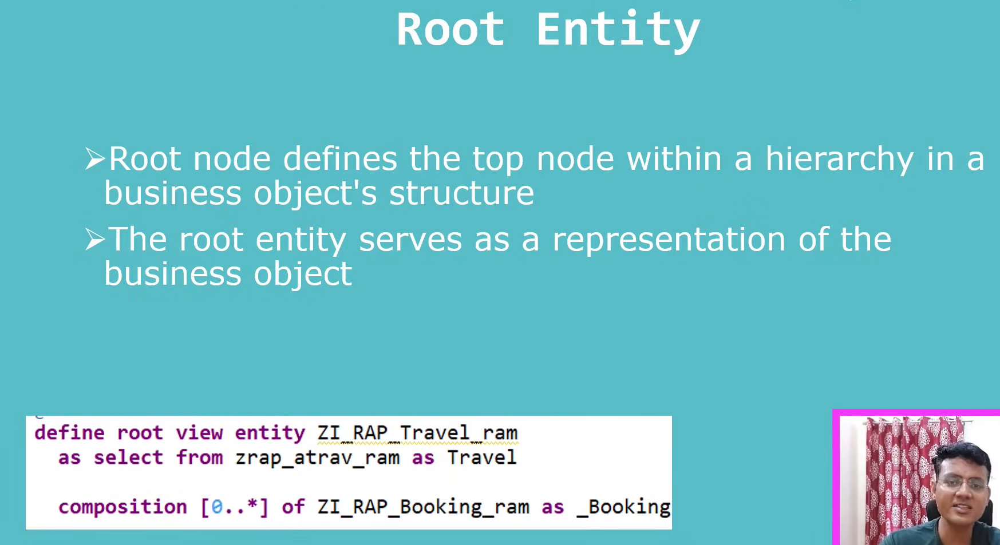 Root Entity
➢Root node defines the top node within a hierarchy in a
business object's structure
➢The root entity serves as a representation of the
business object
define root view entity ZI_RAP_Travel_ram
as select from zrap_atrav_ram as Travel
composition [0..*] of ZI_RAP_Booking_ram as _Booking